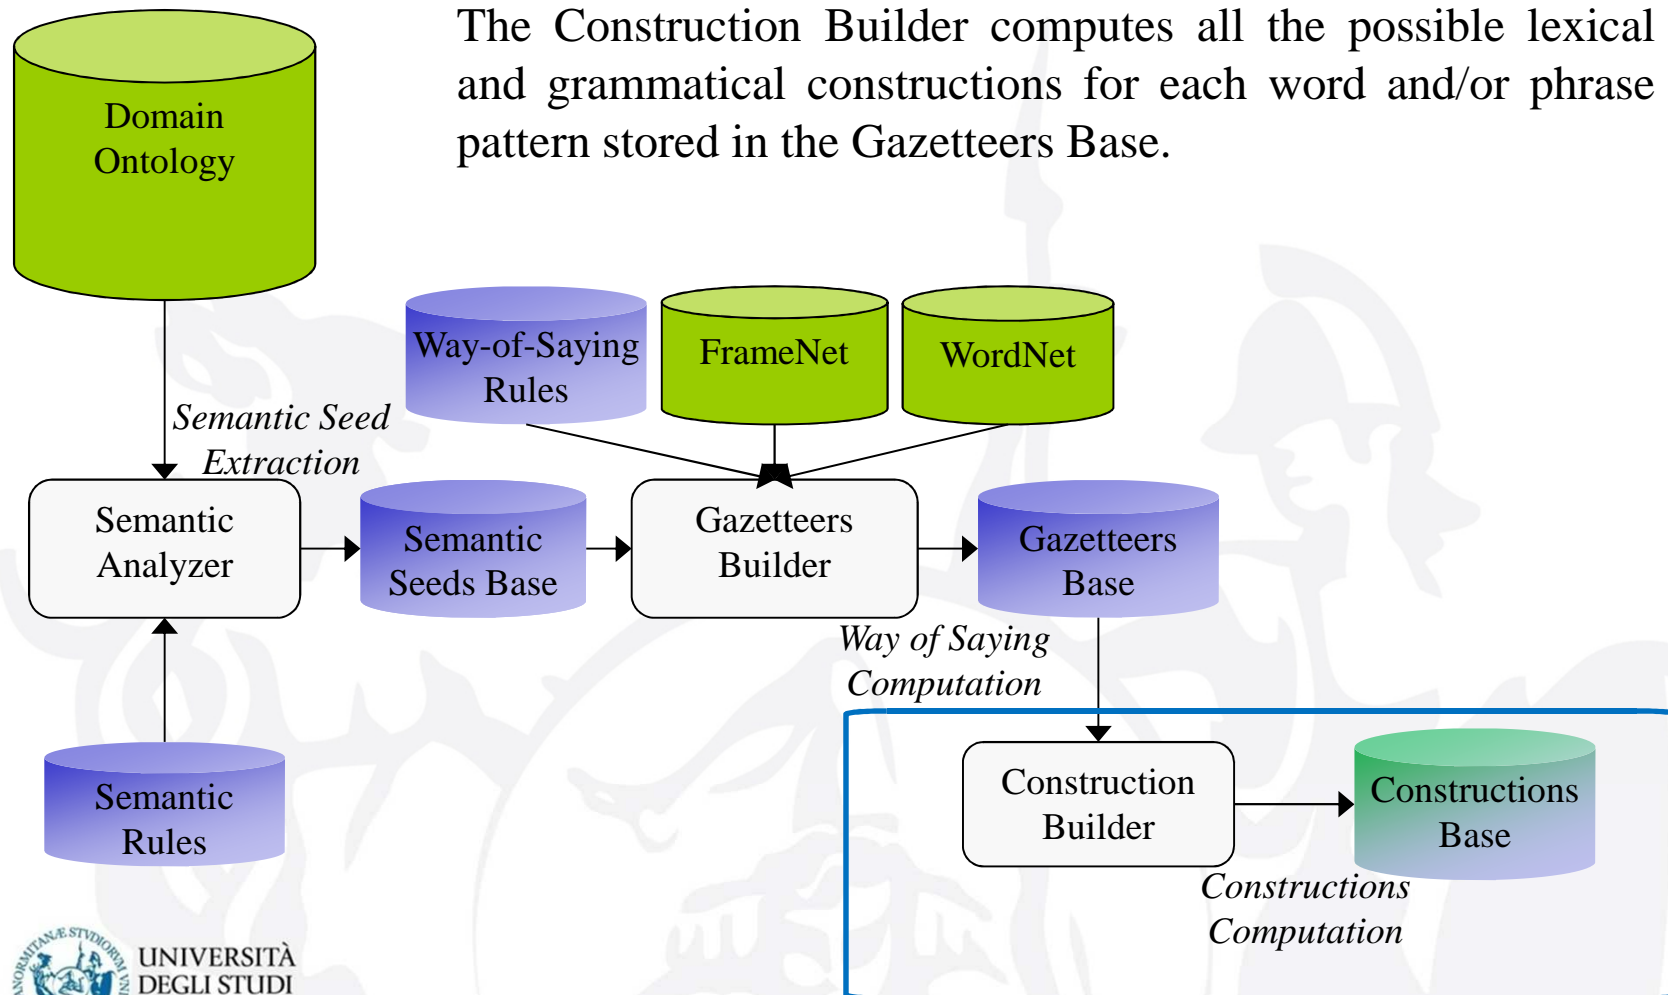 The Construction Builder computes all the possible lexical
and grammatical constructions for each word and/or phrase
pattern stored in the Gazetteers Base.
Domain
Ontology
Way-of-Saying
Rules
FrameNet
WordNet
Semantic Seed
Extraction
Semantic
Analyzer
Semantic
Seeds Base
Gazetteers
Builder
Gazetteers
Base
Way of Saying
Computation
Semantic
Rules
Construction
Builder
Constructions
Base
Constructions
Computation
UNIVERSITÀ
DEGLI STUDI